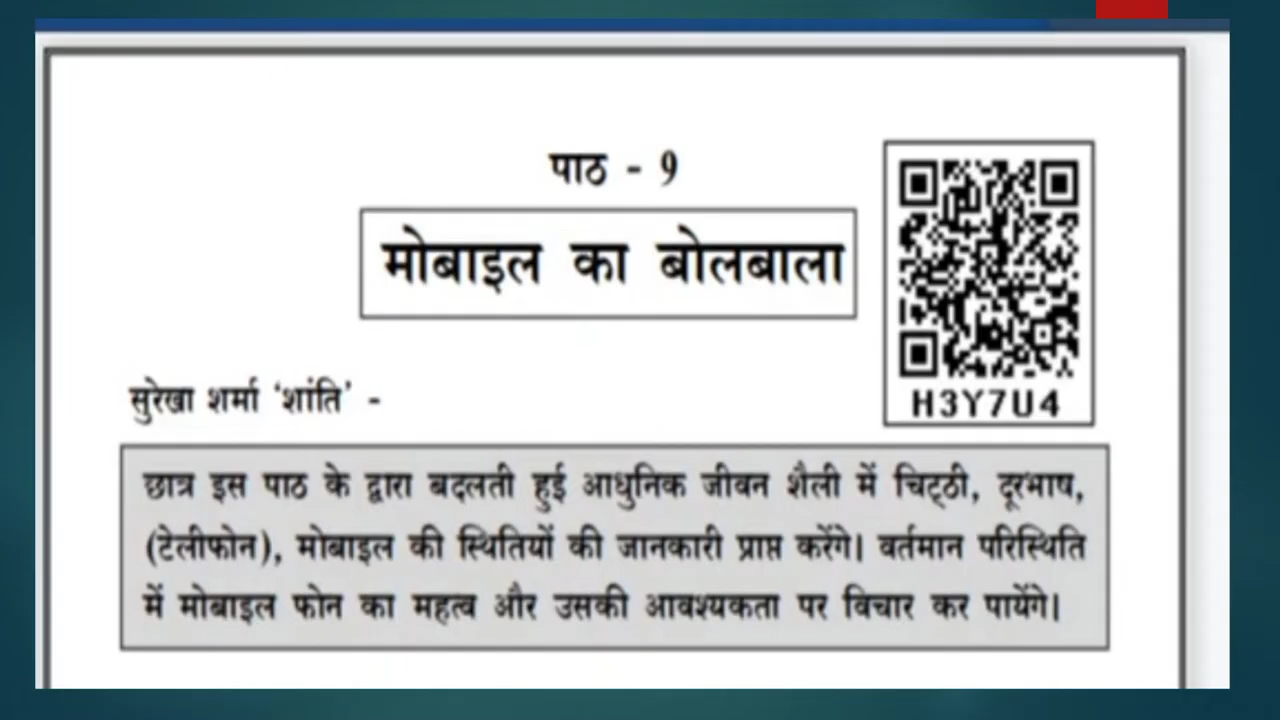 पाठ - 9
मोबाइल का बोलबाला
H3Y7U4
सुरेखा शर्मा ‘शांति’ -
छात्र इस पाठ के द्वारा बदलती हुई आधुनिक जीवन शैली में चिट्ठी, दूरभाष,
(टेलीफोन), मोबाइल की स्थितियों की जानकारी प्राप्त करेंगे। वर्तमान परिस्थिति
में मोबाइल फोन का महत्व और उसकी आवश्यकता पर विचार कर पायेंगे।